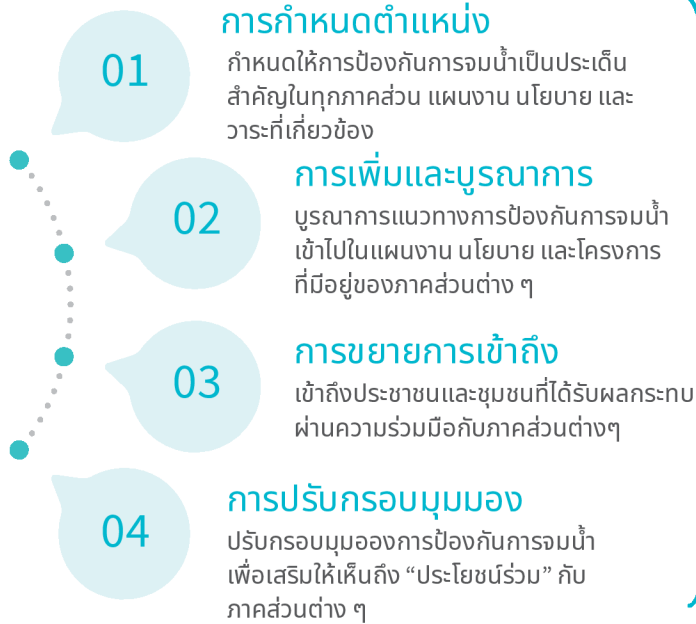 01
การกำหนดตำแหน่ง
กำหนดให้การป้องกันการจมน้ำเป็นประเด็น
สำคัญในทุกภาคส่วน แผนงาน นโยบาย และ
วาระที่เกี่ยวข้อง
02
การเพิ่มและบูรณาการ
บูรณาการแนวทางการป้องกันการจมน้ำ
เข้าไปในแผนงาน นโยบาย และโครงการ
ที่มีอยู่ของภาคส่วนต่าง ๆ
03
การขยายการเข้าถึง
เข้าถึงประชาชนและชุมชนที่ได้รับผลกระทบ
ผ่านความร่วมมือกับภาคส่วนต่างๆ
04
การปรับกรอบมุมมอง
ปรับกรอบมุมอองการป้องกันการจมน้ำ
เพื่อเสริมให้เห็นถึง “ประโยชน์ร่วม” กับ
ภาคส่วนต่าง ๆ